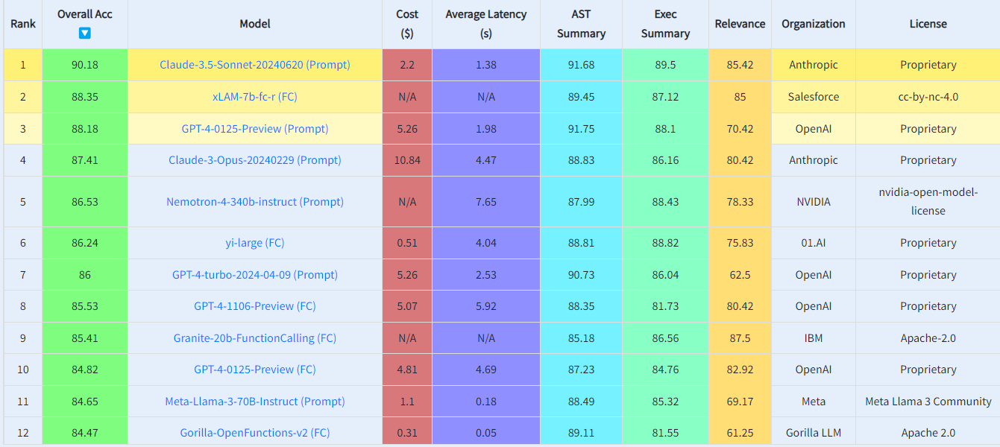 Rank Overall Acc Model Cost ($) Average Latency (s) AST Summary Exec Summary Relevance Organization License
1 90.18 Claude-3.5-Sonnet-20240620 (Prompt) 2.2 1.38 91.68 89.5 85.42 Anthropic Proprietary
2 88.35 xLAM-7b-fc-r (FC) N/A N/A 89.45 87.12 85 Salesforce cc-by-nc-4.0
3 88.18 GPT-4-0125-Preview (Prompt) 5.26 1.98 91.75 88.1 70.42 OpenAI Proprietary
4 87.41 Claude-3-Opus-20240229 (Prompt) 10.84 4.47 88.83 86.16 80.42 Anthropic Proprietary
5 86.53 Nemotron-4-340b-instruct (Prompt) N/A 7.65 87.99 88.43 78.33 NVIDIA nvidia-open-model-license
6 86.24 yi-large (FC) 0.51 4.04 88.81 88.82 75.83 01.AI Proprietary
7 86 GPT-4-turbo-2024-04-09 (Prompt) 5.26 2.53 90.73 86.04 62.5 OpenAI Proprietary
8 85.53 GPT-4-1106-Preview (FC) 5.07 5.92 88.35 81.73 80.42 OpenAI Proprietary
9 85.41 Granite-20b-FunctionCalling (FC) N/A N/A 85.18 86.56 87.5 IBM Apache-2.0
10 84.82 GPT-4-0125-Preview (FC) 4.81 4.69 87.23 84.76 82.92 OpenAI Proprietary
11 84.65 Meta-Llama-3-70B-Instruct (Prompt) 1.1 0.18 88.49 85.32 69.17 Meta Meta Llama 3 Community
12 84.47 Gorilla-OpenFunctions-v2 (FC) 0.31 0.05 89.11 81.55 61.25 Gorilla LLM Apache 2.0